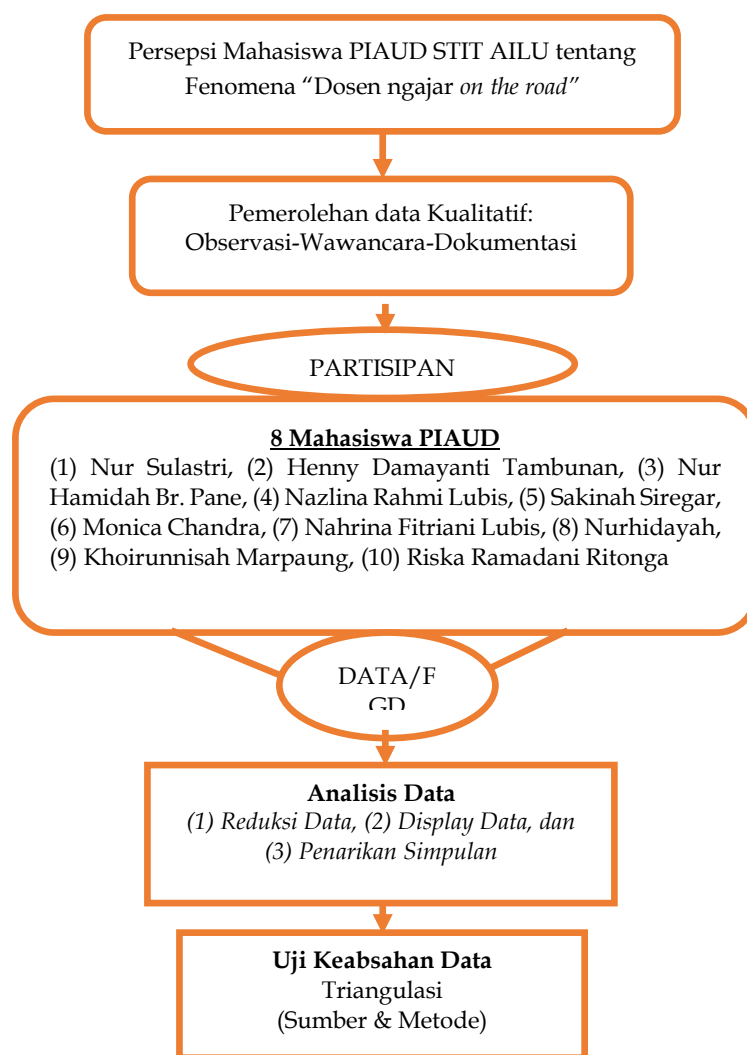 Persepsi Mahasiswa PIAUD STIT AILU tentang
Fenomena “Dosen ngajar on the road”
Pemerolehan data Kualitatif:
Observasi-Wawancara-Dokumentasi
PARTISIPAN
8 Mahasiswa PIAUD
(1) Nur Sulastri, (2) Henny Damayanti Tambunan, (3) Nur
Hamidah Br. Pane, (4) Nazlina Rahmi Lubis, (5) Sakinah Siregar,
(6) Monica Chandra, (7) Nahrina Fitriani Lubis, (8) Nurhidayah,
(9) Khoirunnisah Marpaung, (10) Riska Ramadani Ritonga
DATA/F
GD
Analisis Data
(1) Reduksi Data, (2) Display Data, dan
(3) Penarikan Simpulan
Uji Keabsahan Data
Triangulasi
(Sumber & Metode)